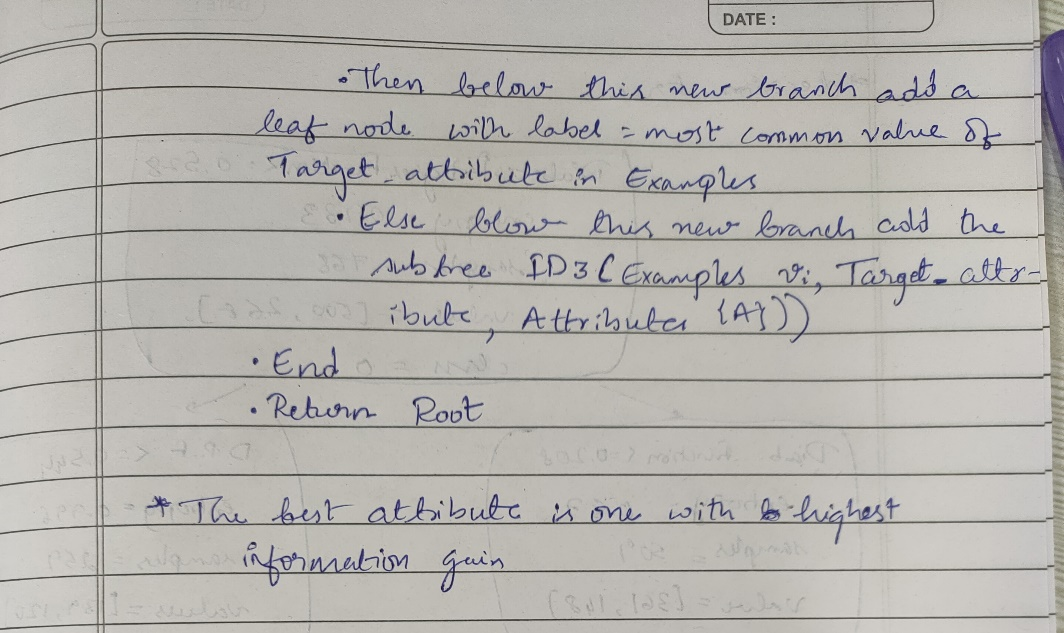 DATE :
• Then below this new branch add a
leaf node with label = most common value of
Target_attribute in Examples
• Else blow this new branch add the
subtree ID3 ( Examples vi, Target_attr-
ibute, Attributes {A}))
• End
• Return Root
* The best attribute is one with highest
information gain